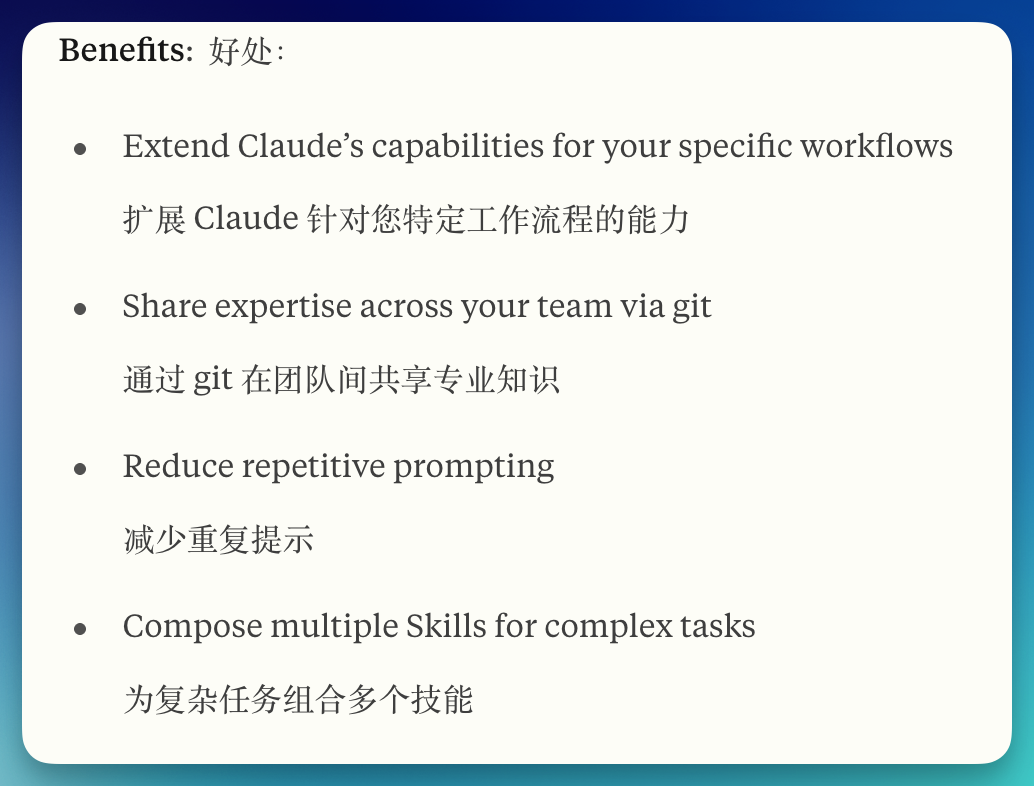 Benefits: 好处：
• Extend Claude’s capabilities for your specific workflows
扩展 Claude 针对您特定工作流程的能力
• Share expertise across your team via git
通过 git 在团队间共享专业知识
• Reduce repetitive prompting
减少重复提示
• Compose multiple Skills for complex tasks
为复杂任务组合多个技能